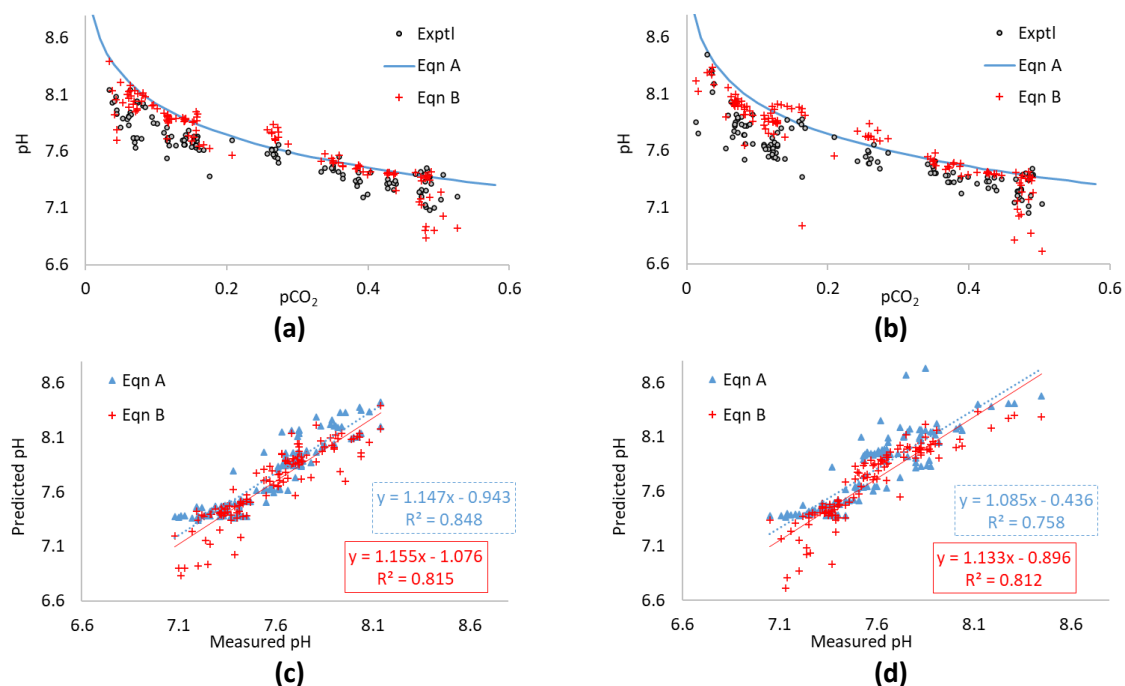 8.6
8.1
7.6
7.1
6.6
pH
Exptl
Eqn A
Eqn B
0
0.2
0.4
0.6
pCO₂
(a)
8.6
8.1
7.6
7.1
6.6
pH
Exptl
Eqn A
Eqn B
0
0.2
0.4
0.6
pCO₂
(b)
8.6
8.1
7.6
7.1
6.6
Predicted pH
Eqn A
Eqn B
y = 1.147x - 0.943
R² = 0.848
y = 1.155x - 1.076
R² = 0.815
6.6
7.1
7.6
8.1
8.6
Measured pH
(c)
8.6
8.1
7.6
7.1
6.6
Predicted pH
Eqn A
Eqn B
y = 1.085x - 0.436
R² = 0.758
y = 1.133x - 0.896
R² = 0.812
6.6
7.1
7.6
8.1
8.6
Measured pH
(d)